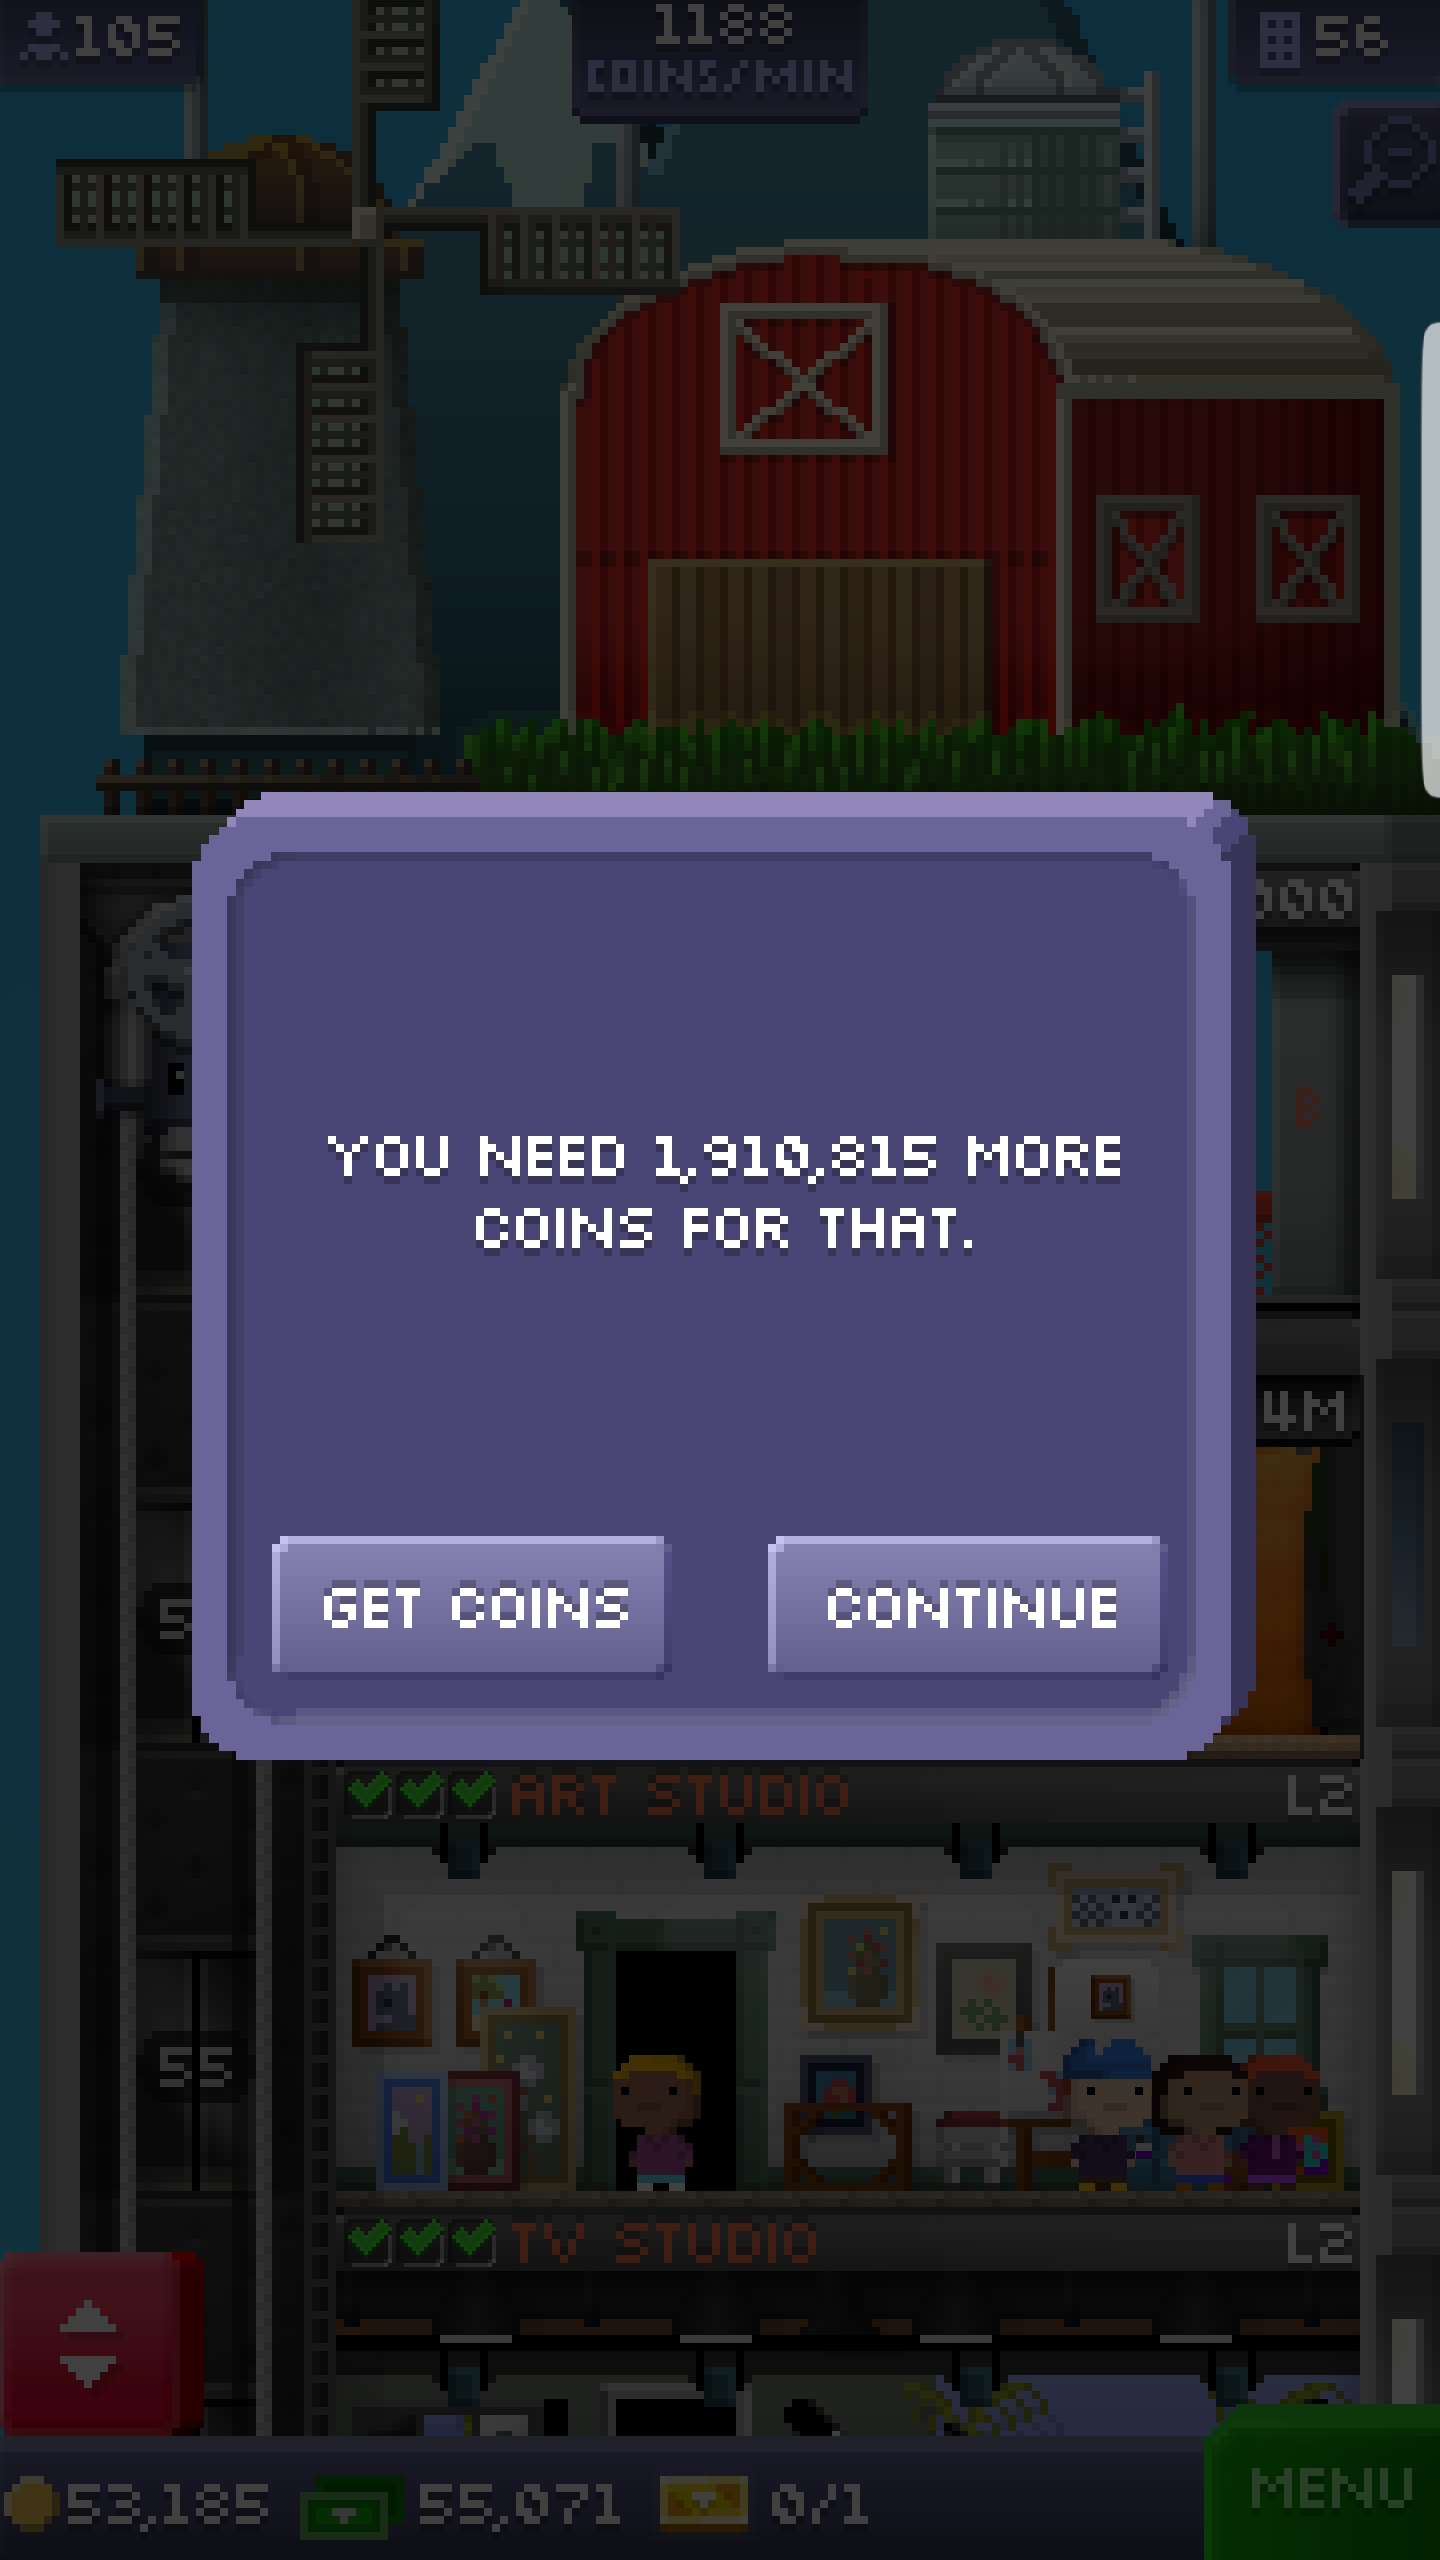 105
1188
COINS/MIN
56
000
B
YOU NEED 1,910,815 MORE
COINS FOR THAT.
4M
GET COINS
CONTINUE
5
ART STUDIO
L2
55
TV STUDIO
L2
53,185
55,071
0/1
MENU